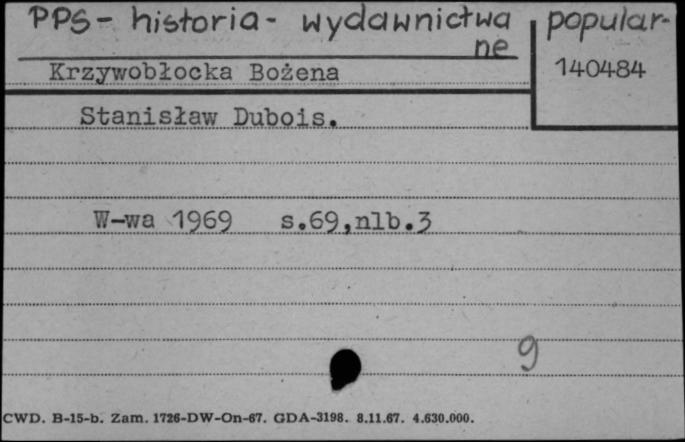 PPS- historia- wydawnictwa popular-
ne
140484
Krzywobłocka Bożena
Stanisław Dubois.
W-wa 1969 s.69,nlb.3
9
CWD. B-15-b. Zam. 1726-DW-On-67. GDA-3198. 8.11.67. 4.630.000.